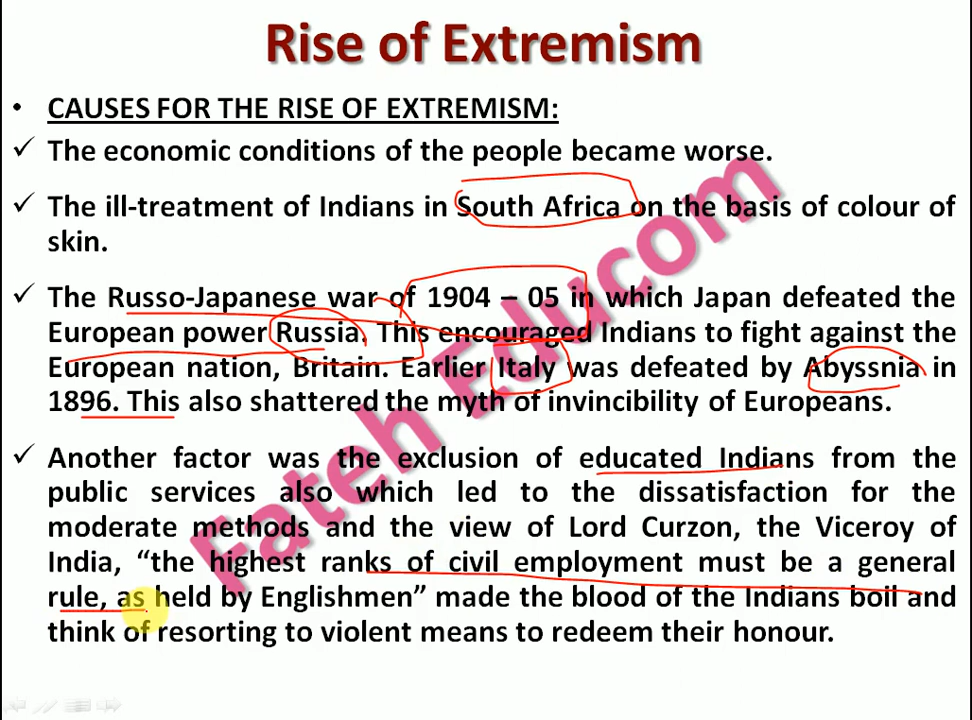 Rise of Extremism
• CAUSES FOR THE RISE OF EXTREMISM:
✓ The economic conditions of the people became worse.
✓ The ill-treatment of Indians in South Africa on the basis of colour of
skin.
✓ The Russo-Japanese war of 1904 – 05 in which Japan defeated the
European power Russia. This encouraged Indians to fight against the
European nation, Britain. Earlier Italy was defeated by Abyssnia in
1896. This also shattered the myth of invincibility of Europeans.
✓ Another factor was the exclusion of educated Indians from the
public services also which led to the dissatisfaction for the
moderate methods and the view of Lord Curzon, the Viceroy of
India, “the highest ranks of civil employment must be a general
rule, as held by Englishmen” made the blood of the Indians boil and
think of resorting to violent means to redeem their honour.
Fateh Educom